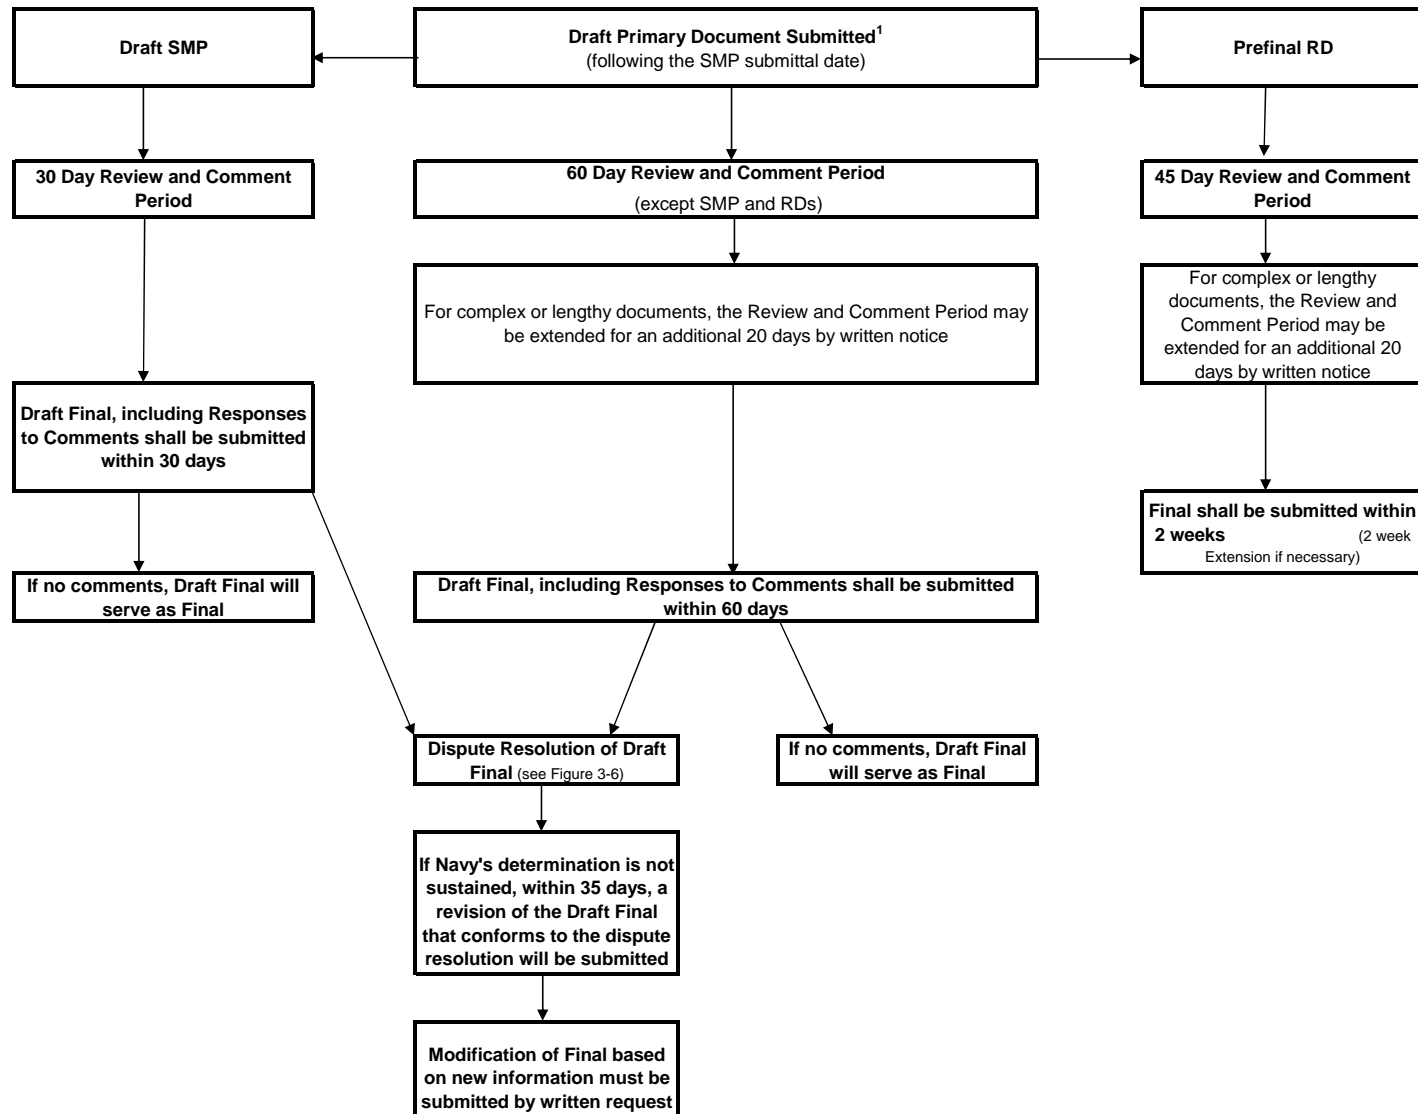 Draft SMP
Draft Primary Document Submitted1
(following the SMP submittal date)
Prefinal RD
30 Day Review and Comment
Period
60 Day Review and Comment Period
(except SMP and RDs)
45 Day Review and Comment
Period
For complex or lengthy documents, the Review and Comment Period may
be extended for an additional 20 days by written notice
For complex or lengthy
documents, the Review and
Comment Period may be
extended for an additional 20
days by written notice
Draft Final, including Responses
to Comments shall be submitted
within 30 days
Final shall be submitted within
2 weeks (2 week
Extension if necessary)
If no comments, Draft Final will
serve as Final
Draft Final, including Responses to Comments shall be submitted
within 60 days
Dispute Resolution of Draft
Final (see Figure 3-6)
If no comments, Draft Final
will serve as Final
If Navy's determination is not
sustained, within 35 days, a
revision of the Draft Final
that conforms to the dispute
resolution will be submitted
Modification of Final based
on new information must be
submitted by written request